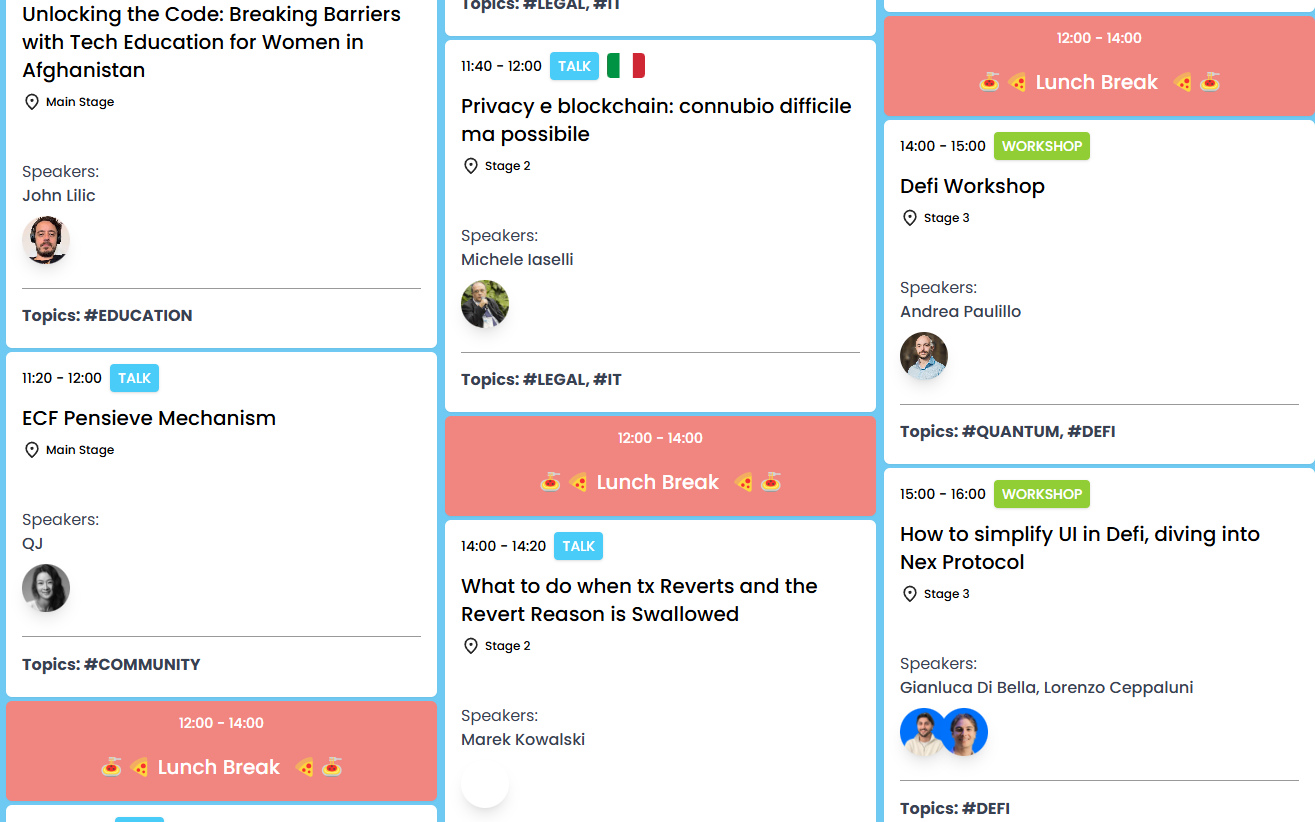 Unlocking the Code: Breaking Barriers
with Tech Education for Women in
Afghanistan
Main Stage
Speakers:
John Lilic
Topics: #EDUCATION
11:20 - 12:00 TALK
ECF Pensieve Mechanism
Main Stage
Speakers:
QJ
Topics: #COMMUNITY
12:00 - 14:00
Lunch Break
Topics: #LEGAL, #IT
11:40 - 12:00 TALK
Privacy e blockchain: connubio difficile
ma possibile
Stage 2
Speakers:
Michele Iaselli
Topics: #LEGAL, #IT
12:00 - 14:00
Lunch Break
14:00 - 14:20 TALK
What to do when tx Reverts and the
Revert Reason is Swallowed
Stage 2
Speakers:
Marek Kowalski
12:00 - 14:00
Lunch Break
14:00 - 15:00 WORKSHOP
Defi Workshop
Stage 3
Speakers:
Andrea Paulillo
Topics: #QUANTUM, #DEFI
15:00 - 16:00 WORKSHOP
How to simplify UI in Defi, diving into
Nex Protocol
Stage 3
Speakers:
Gianluca Di Bella, Lorenzo Ceppaluni
Topics: #DEFI